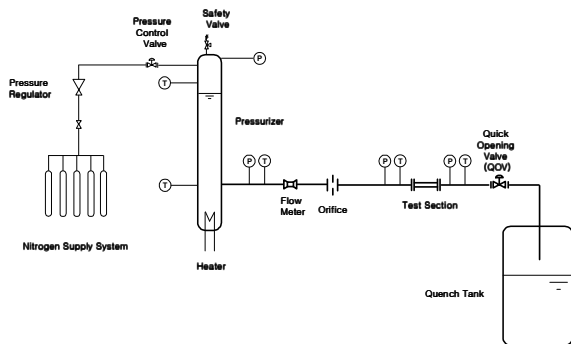 Safety
Valve
Pressure
Control
Valve
P
Pressure
Regulator
T
Pressurizer
T
P
T
P
T
P
T
Quick
Opening
Valve
(QOV)
Flow
Meter
Orifice
Test Section
Nitrogen Supply System
Heater
Quench Tank